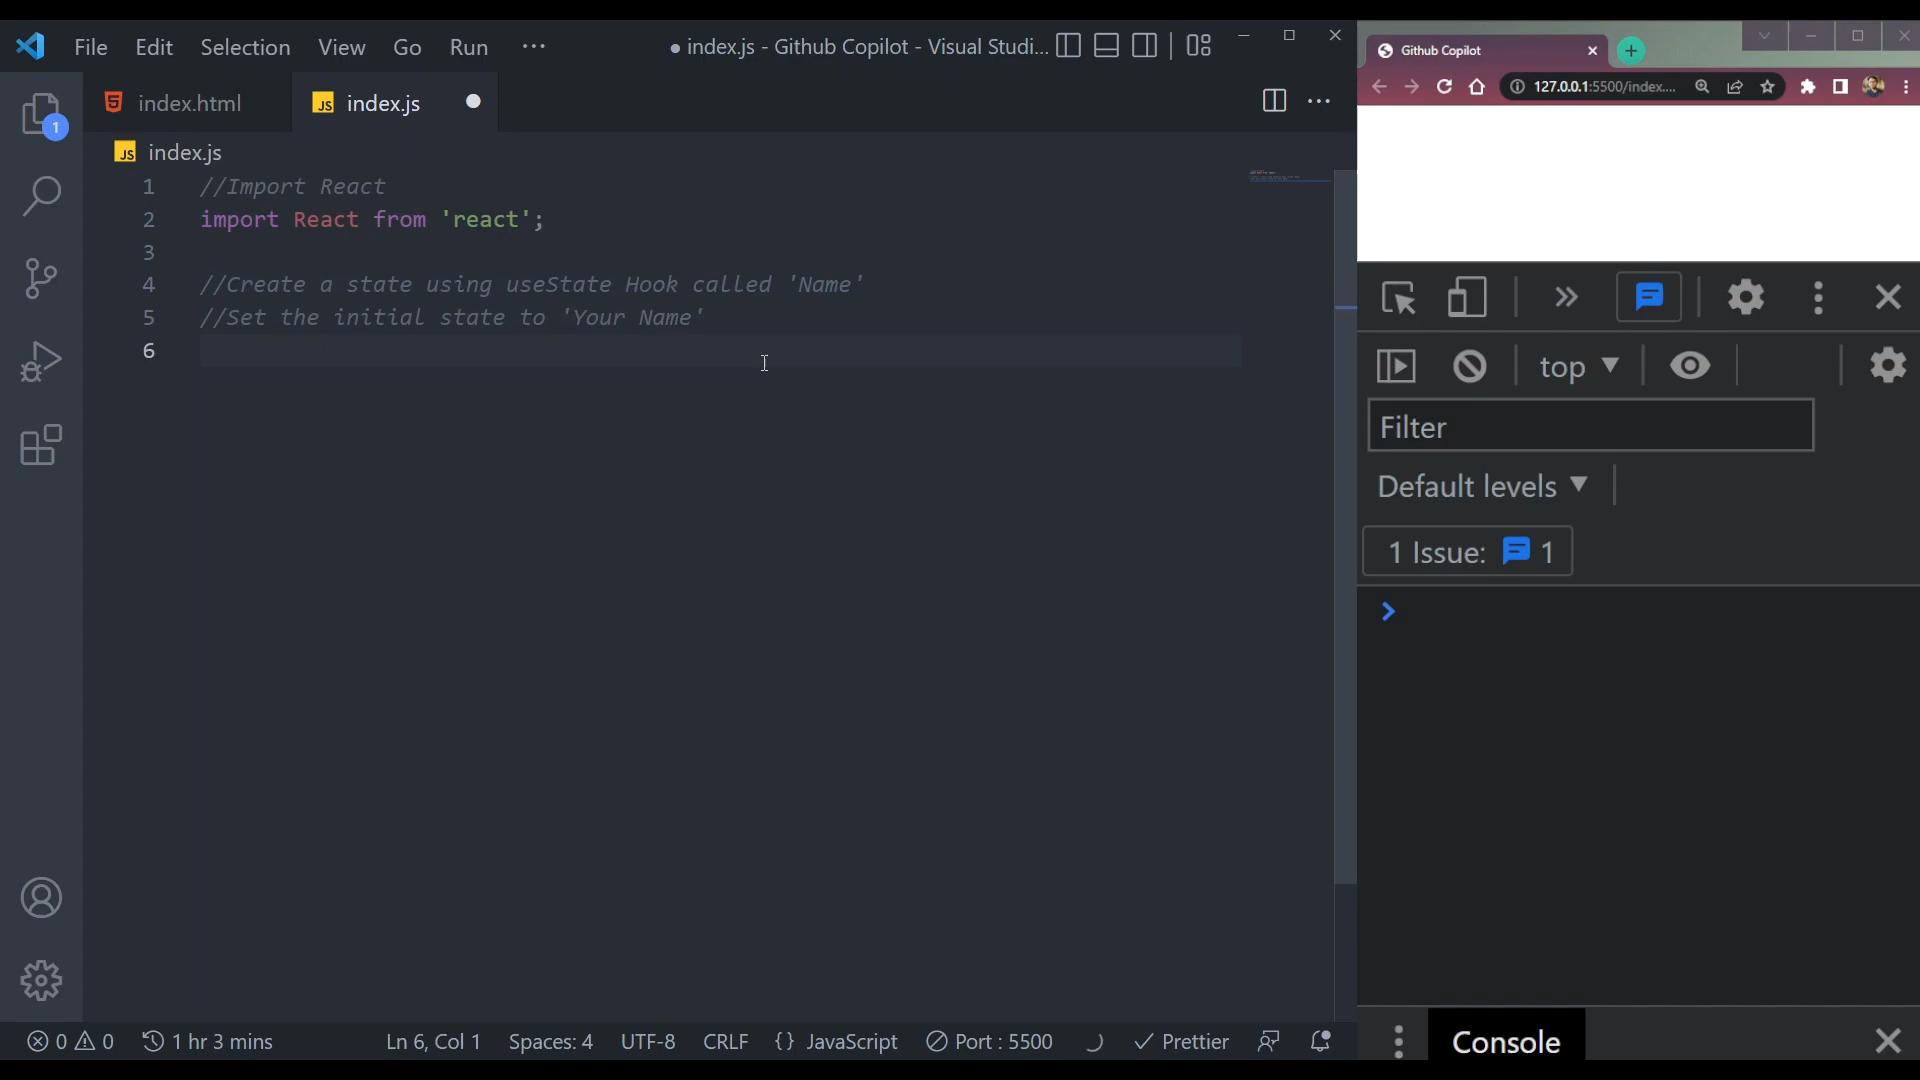 File Edit Selection View Go Run ···
● index.js - Github Copilot - Visual Studi...
index.html
JS index.js
JS index.js
1 //Import React
2 import React from 'react';
3
4 //Create a state using useState Hook called 'Name'
5 //Set the initial state to 'Your Name'
6
1
0 0 1 hr 3 mins Ln 6, Col 1 Spaces: 4 UTF-8 CRLF {} JavaScript Port : 5500 Prettier
Github Copilot
127.0.0.1:5500/index....
top
Filter
Default levels
1 Issue: 1
Console